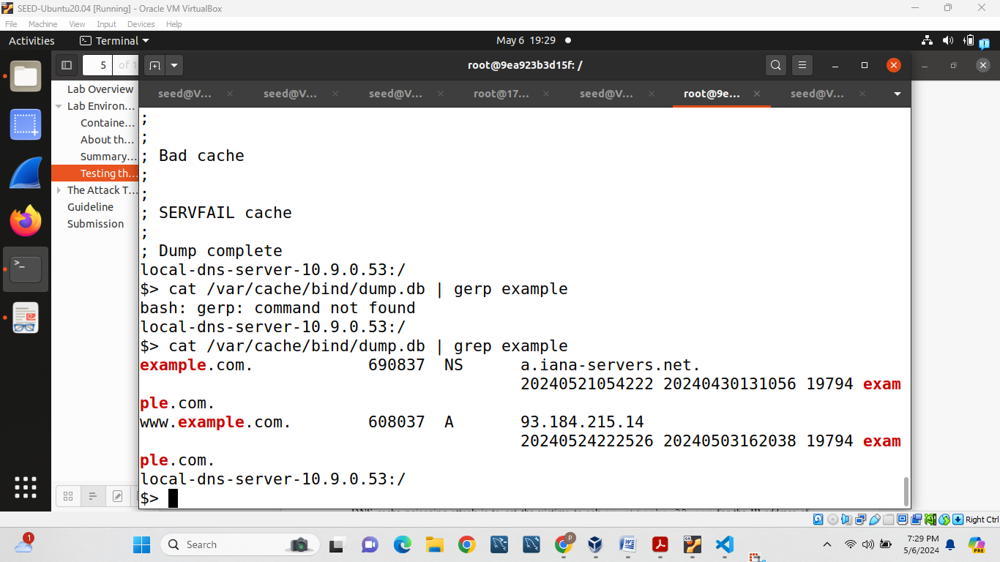 SEED-Ubuntu20.04 [Running] - Oracle VM VirtualBox
File Machine View Input Devices Help
Activities Terminal May 6 19:29
5 of 1 root@9ea923b3d15f: /
Lab Overview
Lab Environ...
Containe...
About th...
Summary...
Testing th...
The Attack T...
Guideline
Submission
seed@V... seed@V... seed@V... root@17... seed@V... root@9e... seed@V...
;
;
; Bad cache
;
;
; SERVFAIL cache
;
; Dump complete
local-dns-server-10.9.0.53:/
$> cat /var/cache/bind/dump.db | gerp example
bash: gerp: command not found
local-dns-server-10.9.0.53:/
$> cat /var/cache/bind/dump.db | grep example
example.com. 690837 NS a.iana-servers.net.
20240521054222 20240430131056 19794 exam
ple.com.
www.example.com. 608037 A 93.184.215.14
20240524222526 20240503162038 19794 exam
ple.com.
local-dns-server-10.9.0.53:/
$>
Right Ctrl
1
Search
7:29 PM
5/6/2024
PRE